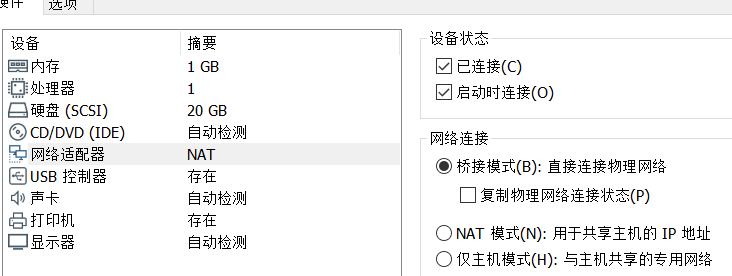 选项
设备 摘要
内存 1 GB
处理器 1
硬盘 (SCSI) 20 GB
CD/DVD (IDE) 自动检测
网络适配器 NAT
USB 控制器 存在
声卡 自动检测
打印机 存在
显示器 自动检测
设备状态
已连接(C)
启动时连接(O)
网络连接
桥接模式(B): 直接连接物理网络
复制物理网络连接状态(P)
NAT 模式(N): 用于共享主机的 IP 地址
仅主机模式(H): 与主机共享的专用网络